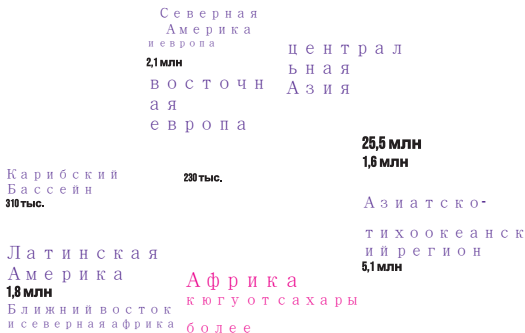 Северная
Америка
и европа
2,1 млн
восточн
ая
европа
централ
ьная
Азия
25,5 млн
1,6 млн
Карибский
Бассейн
310 тыс.
230 тыс.
Азиатско-
тихоокеанск
ий регион
5,1 млн
Латинская
Америка
1,8 млн
Ближний восток
и северная африка
Африка
к югу от сахары
более